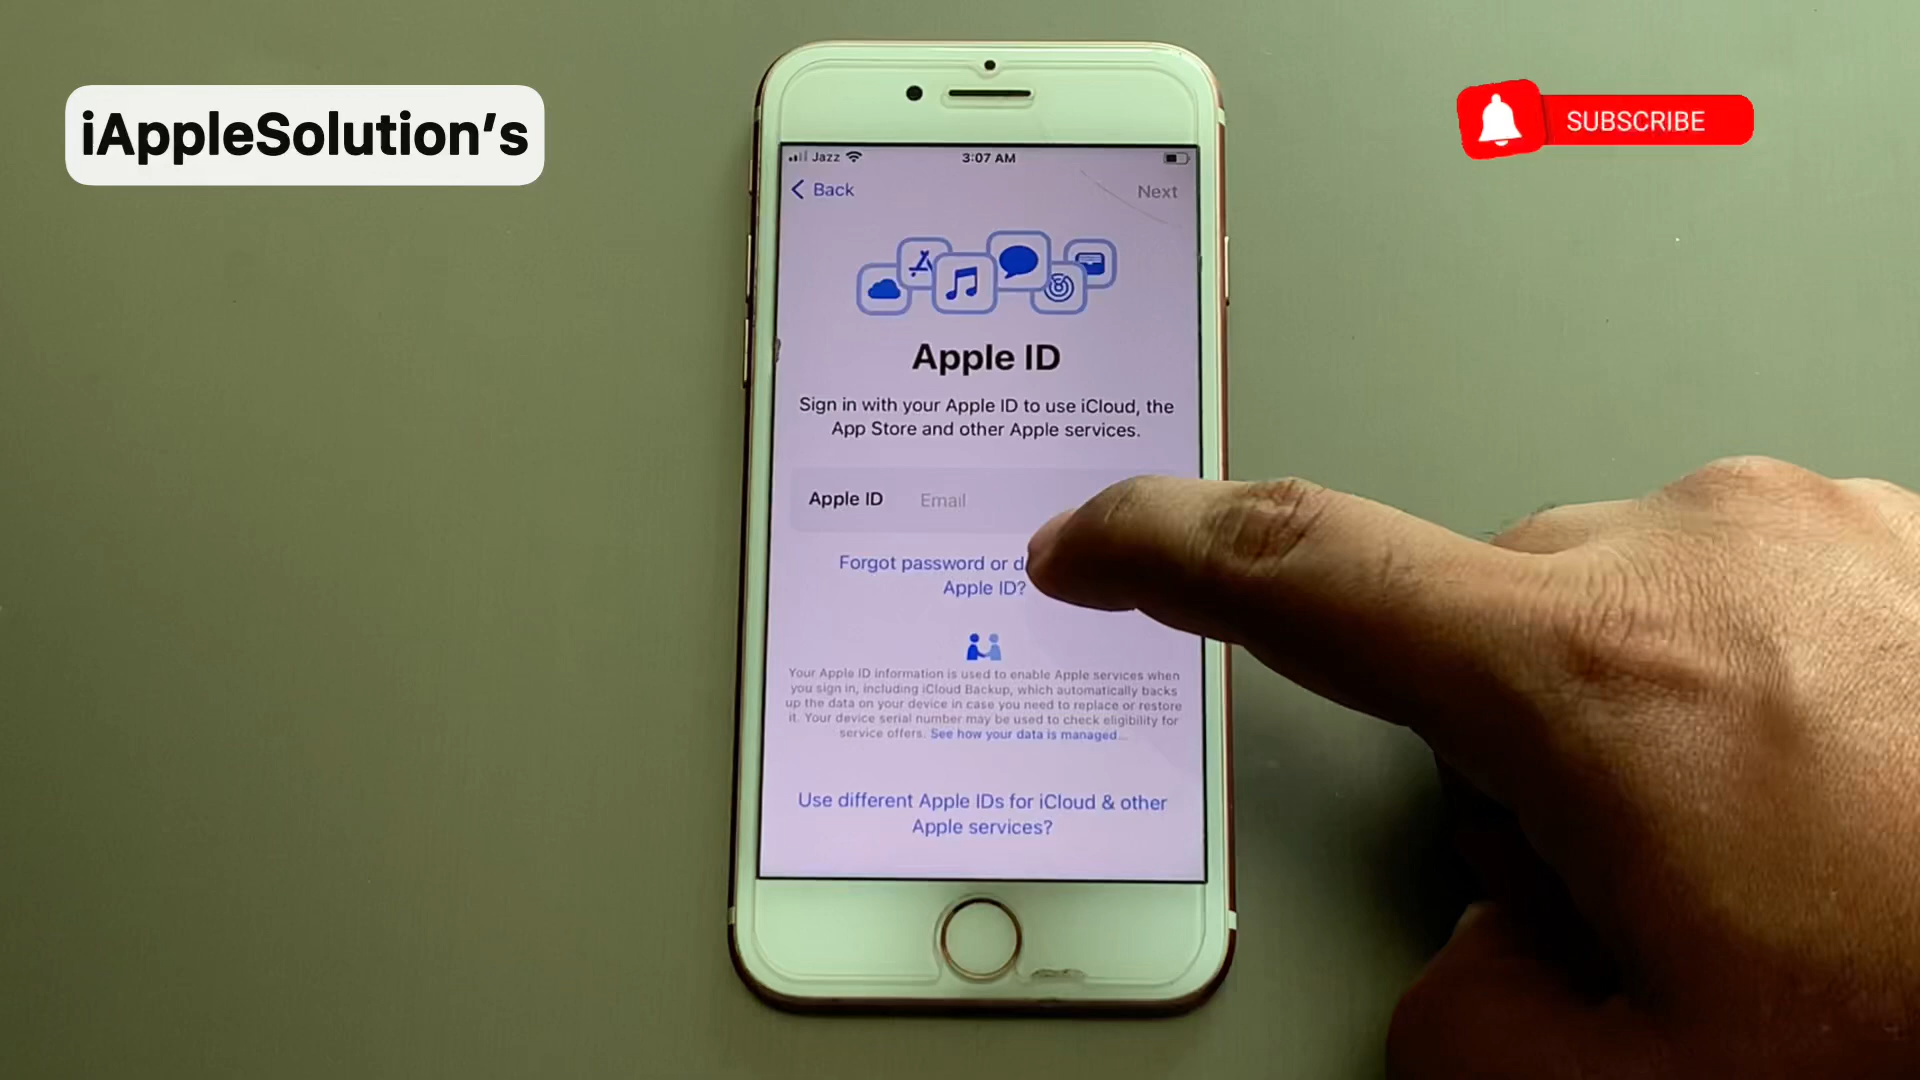 iAppleSolution's
SUBSCRIBE
Jazz
3:07 AM
Back
Next
Apple ID
Sign in with your Apple ID to use iCloud, the
App Store and other Apple services.
Apple ID Email
Forgot password or
Apple ID?
Your Apple ID information is used to enable Apple services when
you sign in, including iCloud Backup, which automatically backs
up the data on your device in case you need to replace or restore
it. Your device serial number may be used to check eligibility for
service offers. See how your data is managed...
Use different Apple IDs for iCloud & other
Apple services?